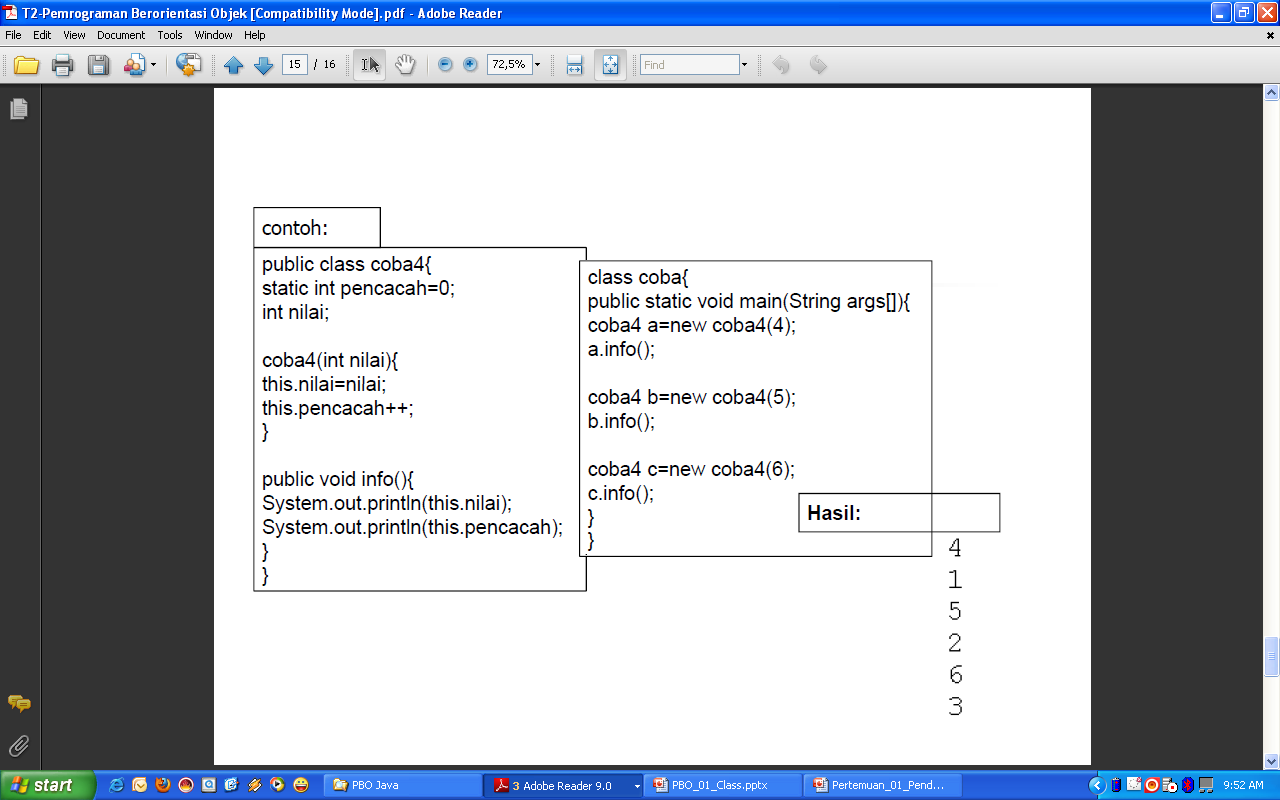 T2-Pemrograman Berorientasi Objek [Compatibility Mode].pdf - Adobe Reader
File Edit View Document Tools Window Help
15 / 16 72,5% Find
contoh:
public class coba4{
static int pencacah=0;
int nilai;
coba4(int nilai){
this.nilai=nilai;
this.pencacah++;
}
public void info(){
System.out.println(this.nilai);
System.out.println(this.pencacah);
}
}
class coba{
public static void main(String args[]){
coba4 a=new coba4(4);
a.info();
coba4 b=new coba4(5);
b.info();
coba4 c=new coba4(6);
c.info();
}
}
Hasil:
4
1
5
2
6
3
start PBO Java 3 Adobe Reader 9.0 PBO_01_Class.pptx Pertemuan_01_Pend... 9:52 AM